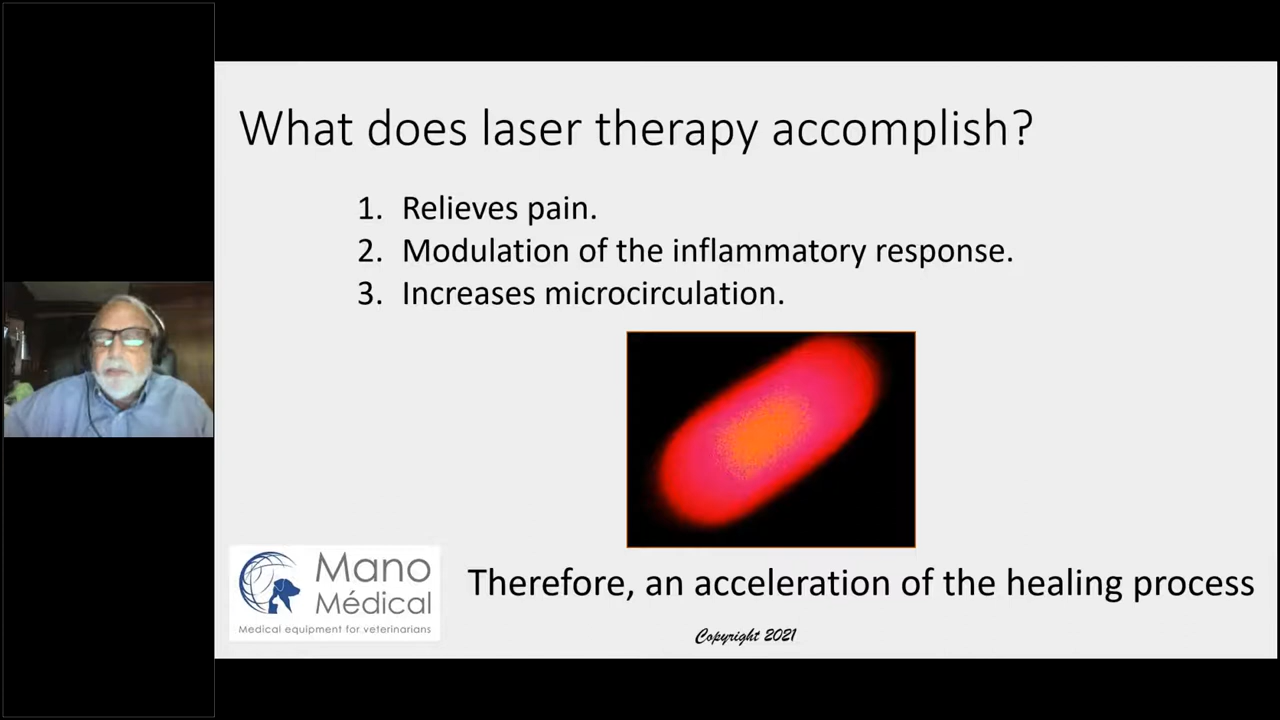 What does laser therapy accomplish?
1. Relieves pain.
2. Modulation of the inflammatory response.
3. Increases microcirculation.
Mano
Médical
Medical equipment for veterinarians
Therefore, an acceleration of the healing process
Copyright 2021